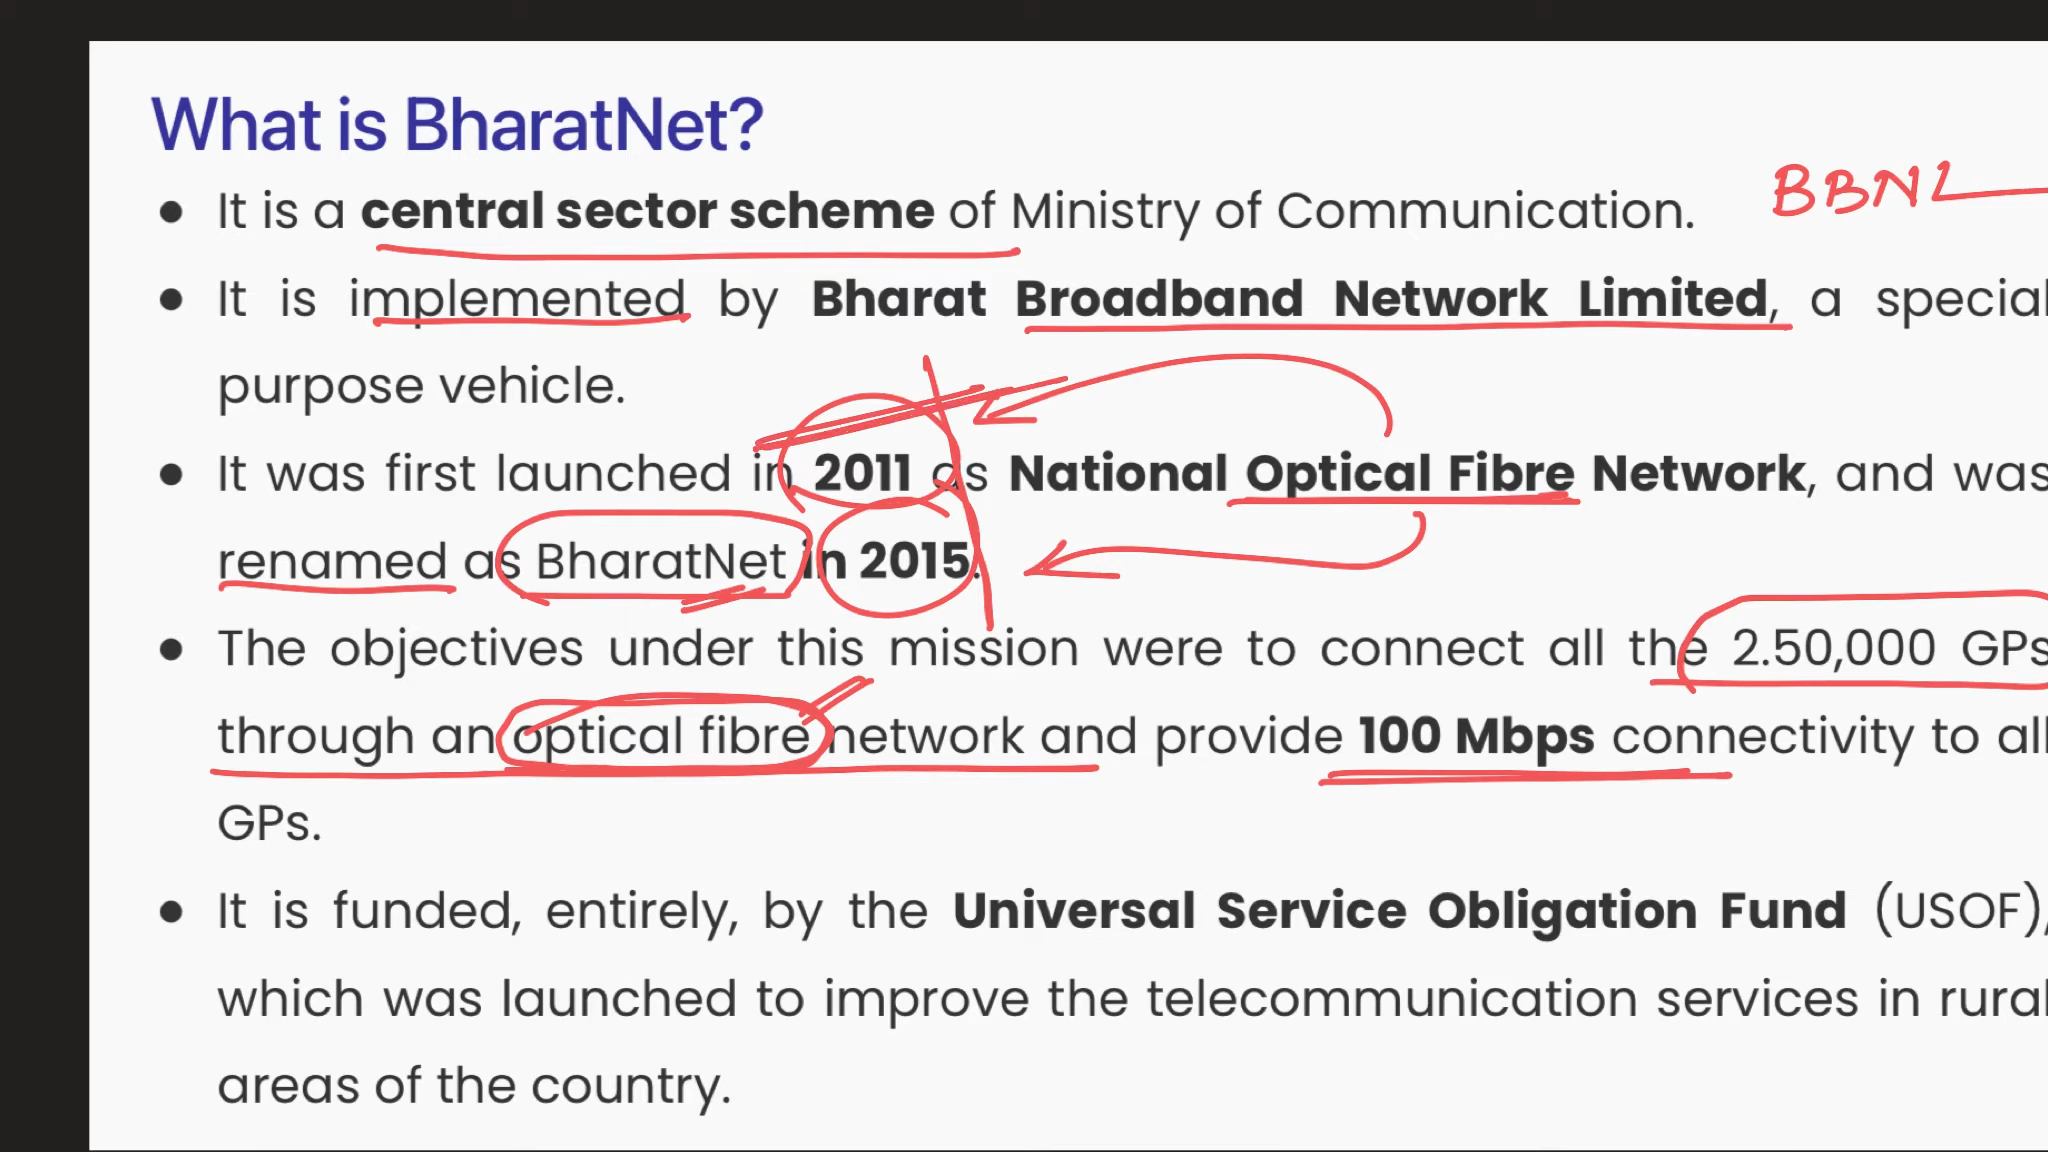 What is BharatNet?
• It is a central sector scheme of Ministry of Communication.
BBNL
• It is implemented by Bharat Broadband Network Limited, a special
purpose vehicle.
• It was first launched in 2011 as National Optical Fibre Network, and was
renamed as BharatNet in 2015.
• The objectives under this mission were to connect all the 2.50,000 GPs
through an optical fibre network and provide 100 Mbps connectivity to all
GPs.
• It is funded, entirely, by the Universal Service Obligation Fund (USOF),
which was launched to improve the telecommunication services in rural
areas of the country.